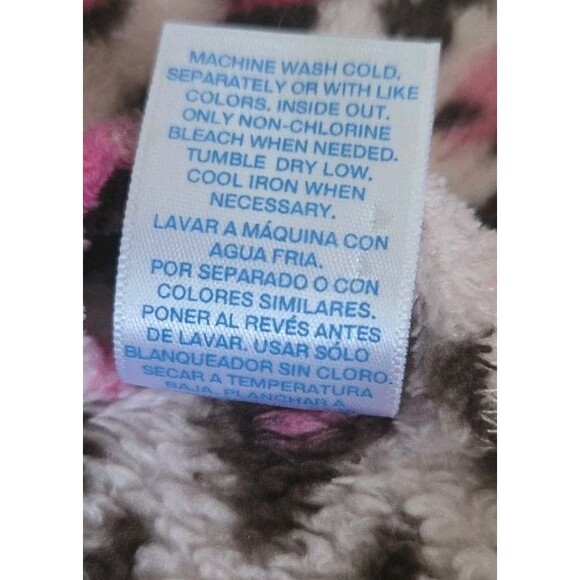 MACHINE WASH COLD.
SEPARATELY OR WITH LIKE
COLORS. INSIDE OUT.
ONLY NON-CHLORINE
BLEACH WHEN NEEDED.
TUMBLE DRY LOW.
COOL IRON WHEN
NECESSARY.
LAVAR A MÁQUINA CON
AGUA FRIA.
POR SEPARADO O CON
COLORES SIMILARES.
PONER AL REVÉS ANTES
DE LAVAR. USAR SÓLO
BLANQUEADOR SIN CLORO.
SECAR A TEMPERATURA
BAJA. PLANCHAR A